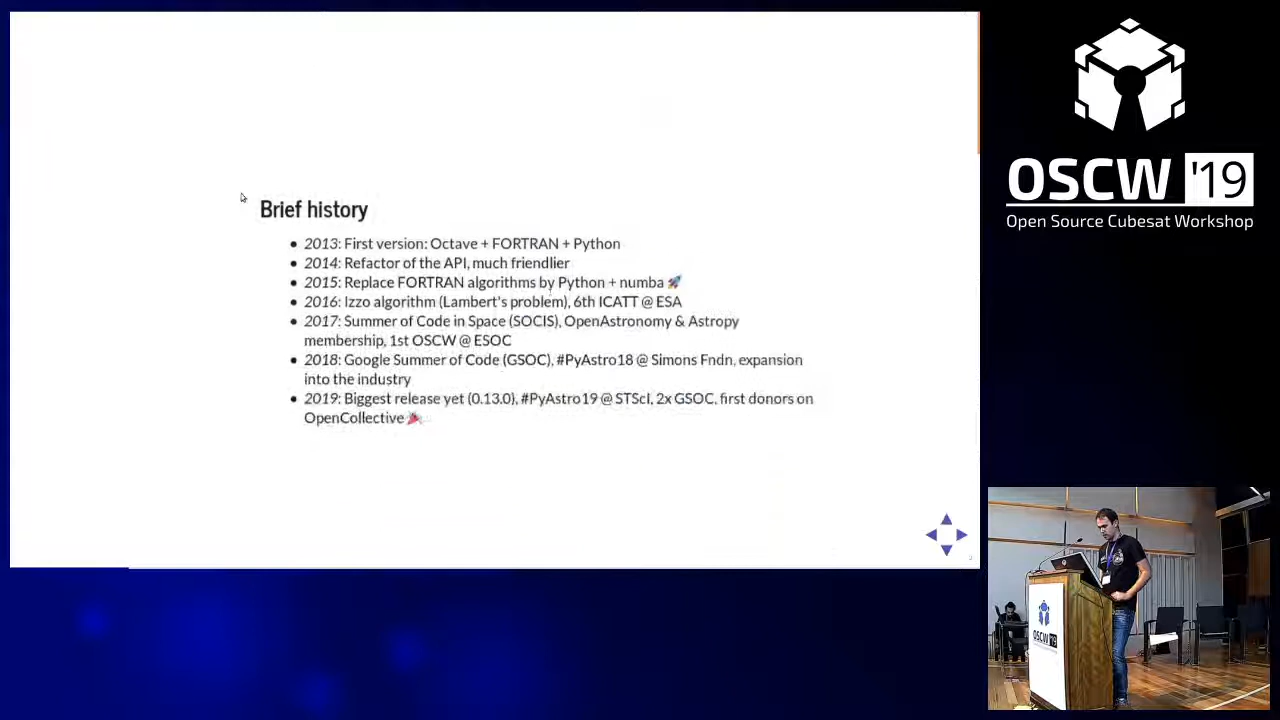 Brief history
2013: First version: Octave + FORTRAN + Python
2014: Refactor of the API, much friendlier
2015: Replace FORTRAN algorithms by Python + numba 🚀
2016: Izzo algorithm (Lambert's problem), 6th ICATT @ ESA
2017: Summer of Code in Space (SOCIS), OpenAstronomy & Astropy
membership, 1st OSCW @ ESOC
2018: Google Summer of Code (GSOC), #PyAstro18 @ Simons Fndn, expansion
into the industry
2019: Biggest release yet (0.13.0), #PyAstro19 @ STScI, 2x GSOC, first donors on
OpenCollective 🎉
OSCW '19
Open Source Cubesat Workshop
OSCW '19